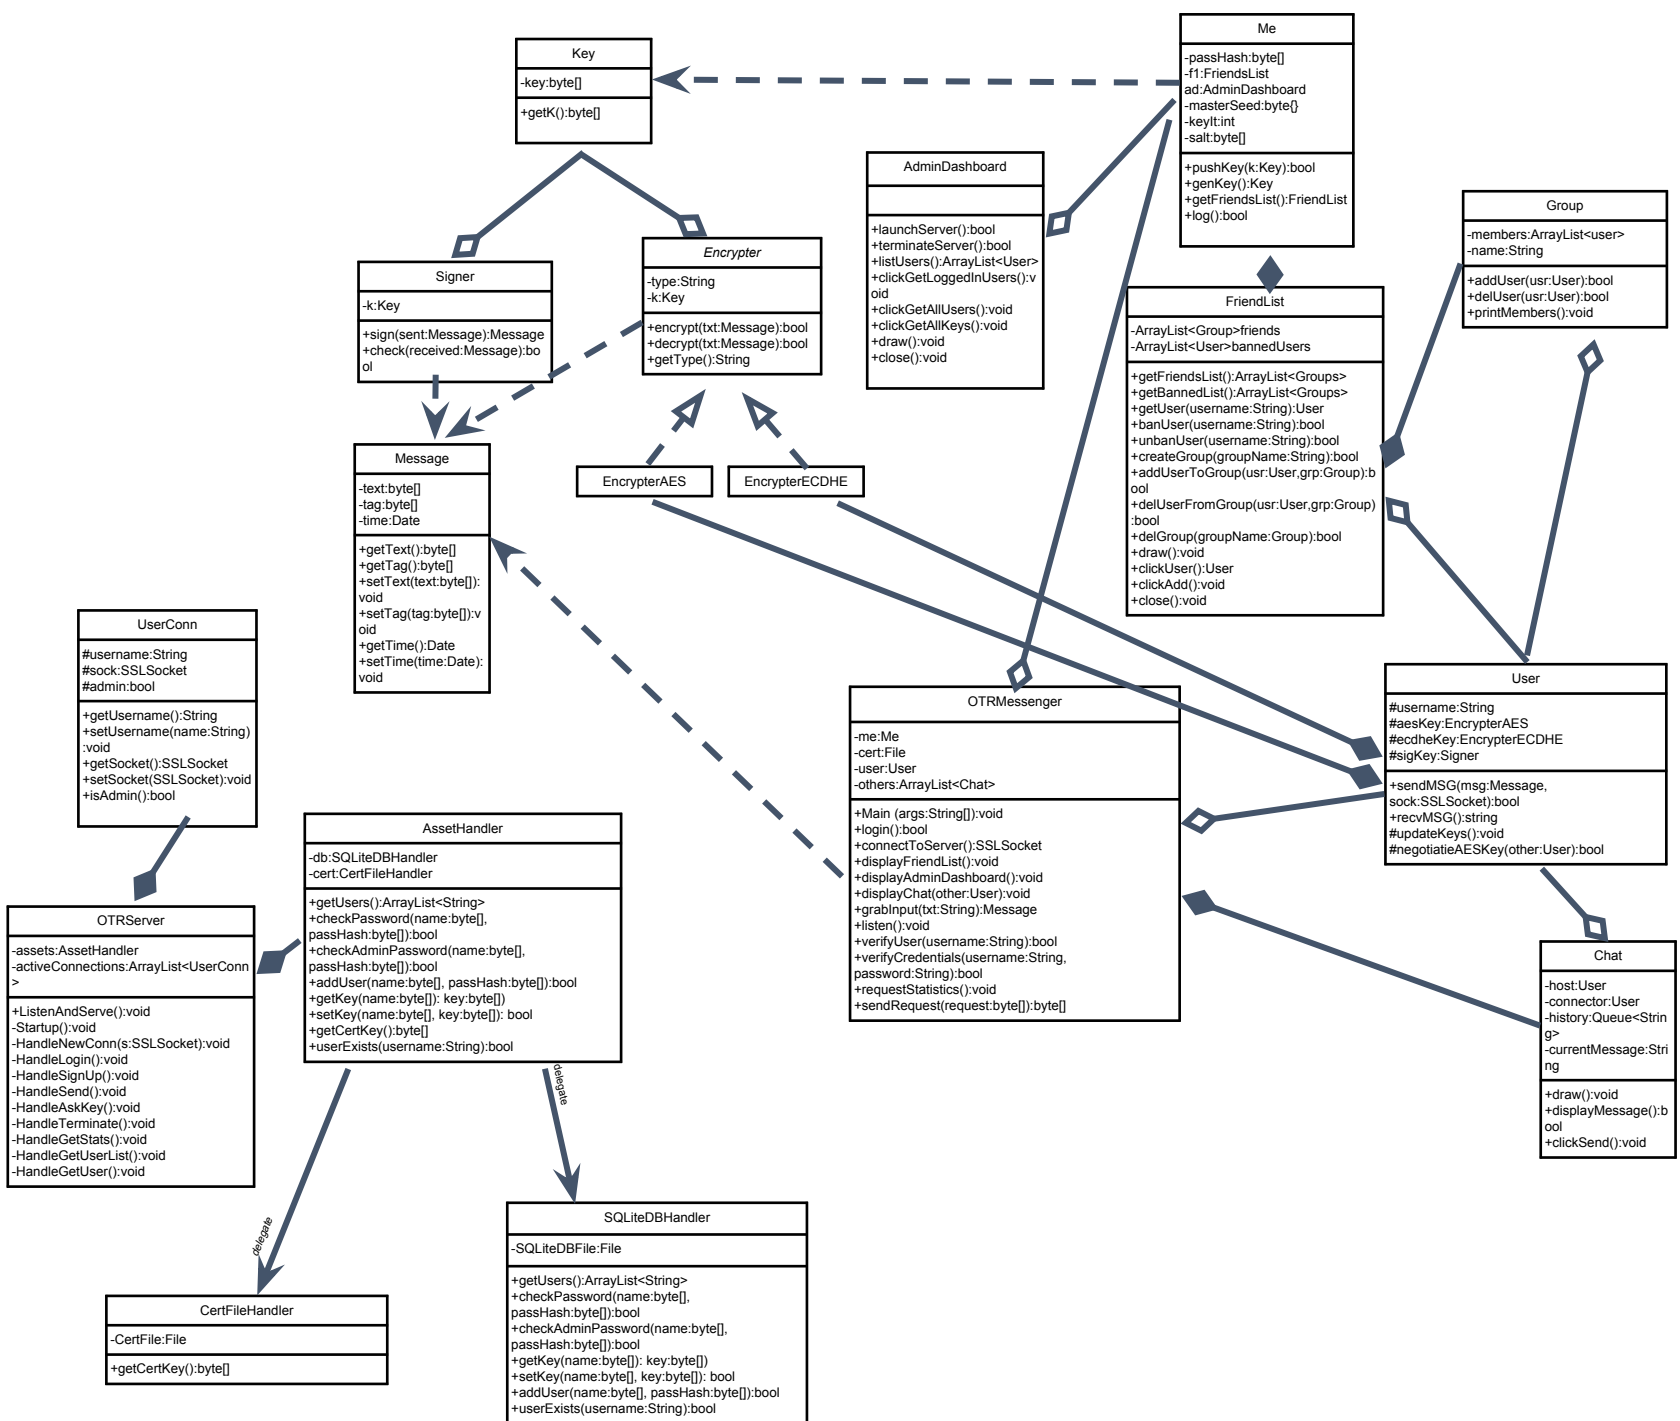 Key
-key:byte[]
+getK():byte[]
Me
-passHash:byte[]
-f1:FriendsList
ad:AdminDashboard
-masterSeed:byte{}
-keyIt:int
-salt:byte[]
+pushKey(k:Key):bool
+genKey():Key
+getFriendsList():FriendList
+log():bool
AdminDashboard
+launchServer():bool
+terminateServer():bool
+listUsers():ArrayList<User>
+clickGetLoggedInUsers():v
oid
+clickGetAllUsers():void
+clickGetAllKeys():void
+draw():void
+close():void
Group
-members:ArrayList<user>
-name:String
+addUser(usr:User):bool
+delUser(usr:User):bool
+printMembers():void
Signer
-k:Key
+sign(sent:Message):Message
+check(received:Message):bo
ol
Encrypter
-type:String
-k:Key
+encrypt(txt:Message):bool
+decrypt(txt:Message):bool
+getType():String
FriendList
-ArrayList<Group>friends
-ArrayList<User>bannedUsers
+getFriendsList():ArrayList<Groups>
+getBannedList():ArrayList<Groups>
+getUser(username:String):User
+banUser(username:String):bool
+unbanUser(username:String):bool
+createGroup(groupName:String):bool
+addUserToGroup(usr:User,grp:Group):b
ool
+delUserFromGroup(usr:User,grp:Group)
:bool
+delGroup(groupName:Group):bool
+draw():void
+clickUser():User
+clickAdd():void
+close():void
Message
-text:byte[]
-tag:byte[]
-time:Date
+getText():byte[]
+getTag():byte[]
+setText(text:byte[]):
void
+setTag(tag:byte[]):v
oid
+getTime():Date
+setTime(time:Date):
void
EncrypterAES
EncrypterECDHE
UserConn
#username:String
#sock:SSLSocket
#admin:bool
+getUsername():String
+setUsername(name:String)
:void
+getSocket():SSLSocket
+setSocket(SSLSocket):void
+isAdmin():bool
OTRMessenger
-me:Me
-cert:File
-user:User
-others:ArrayList<Chat>
+Main (args:String[]):void
+login():bool
+connectToServer():SSLSocket
+displayFriendList():void
+displayAdminDashboard():void
+displayChat(other:User):void
+grabInput(txt:String):Message
+listen():void
+verifyUser(username:String):bool
+verifyCredentials(username:String,
password:String):bool
+requestStatistics():void
+sendRequest(request:byte[]):byte[]
User
#username:String
#aesKey:EncrypterAES
#ecdheKey:EncrypterECDHE
#sigKey:Signer
+sendMSG(msg:Message,
sock:SSLSocket):bool
+recvMSG():string
#updateKeys():void
#negotiatieAESKey(other:User):bool
AssetHandler
-db:SQLiteDBHandler
-cert:CertFileHandler
+getUsers():ArrayList<String>
+checkPassword(name:byte[],
passHash:byte[]):bool
+checkAdminPassword(name:byte[],
passHash:byte[]):bool
+addUser(name:byte[], passHash:byte[]):bool
+getKey(name:byte[]): key:byte[])
+setKey(name:byte[], key:byte[]): bool
+getCertKey():byte[]
+userExists(username:String):bool
OTRServer
-assets:AssetHandler
-activeConnections:ArrayList<UserConn
>
+ListenAndServe():void
-Startup():void
-HandleNewConn(s:SSLSocket):void
-HandleLogin():void
-HandleSignUp():void
-HandleSend():void
-HandleAskKey():void
-HandleTerminate():void
-HandleGetStats():void
-HandleGetUserList():void
-HandleGetUser():void
Chat
-host:User
-connector:User
-history:Queue<Strin
g>
-currentMessage:Stri
ng
+draw():void
+displayMessage():b
ool
+clickSend():void
delegate
delegate
CertFileHandler
-CertFile:File
+getCertKey():byte[]
SQLiteDBHandler
-SQLiteDBFile:File
+getUsers():ArrayList<String>
+checkPassword(name:byte[],
passHash:byte[]):bool
+checkAdminPassword(name:byte[],
passHash:byte[]):bool
+getKey(name:byte[]): key:byte[])
+setKey(name:byte[], key:byte[]): bool
+addUser(name:byte[], passHash:byte[]):bool
+userExists(username:String):bool